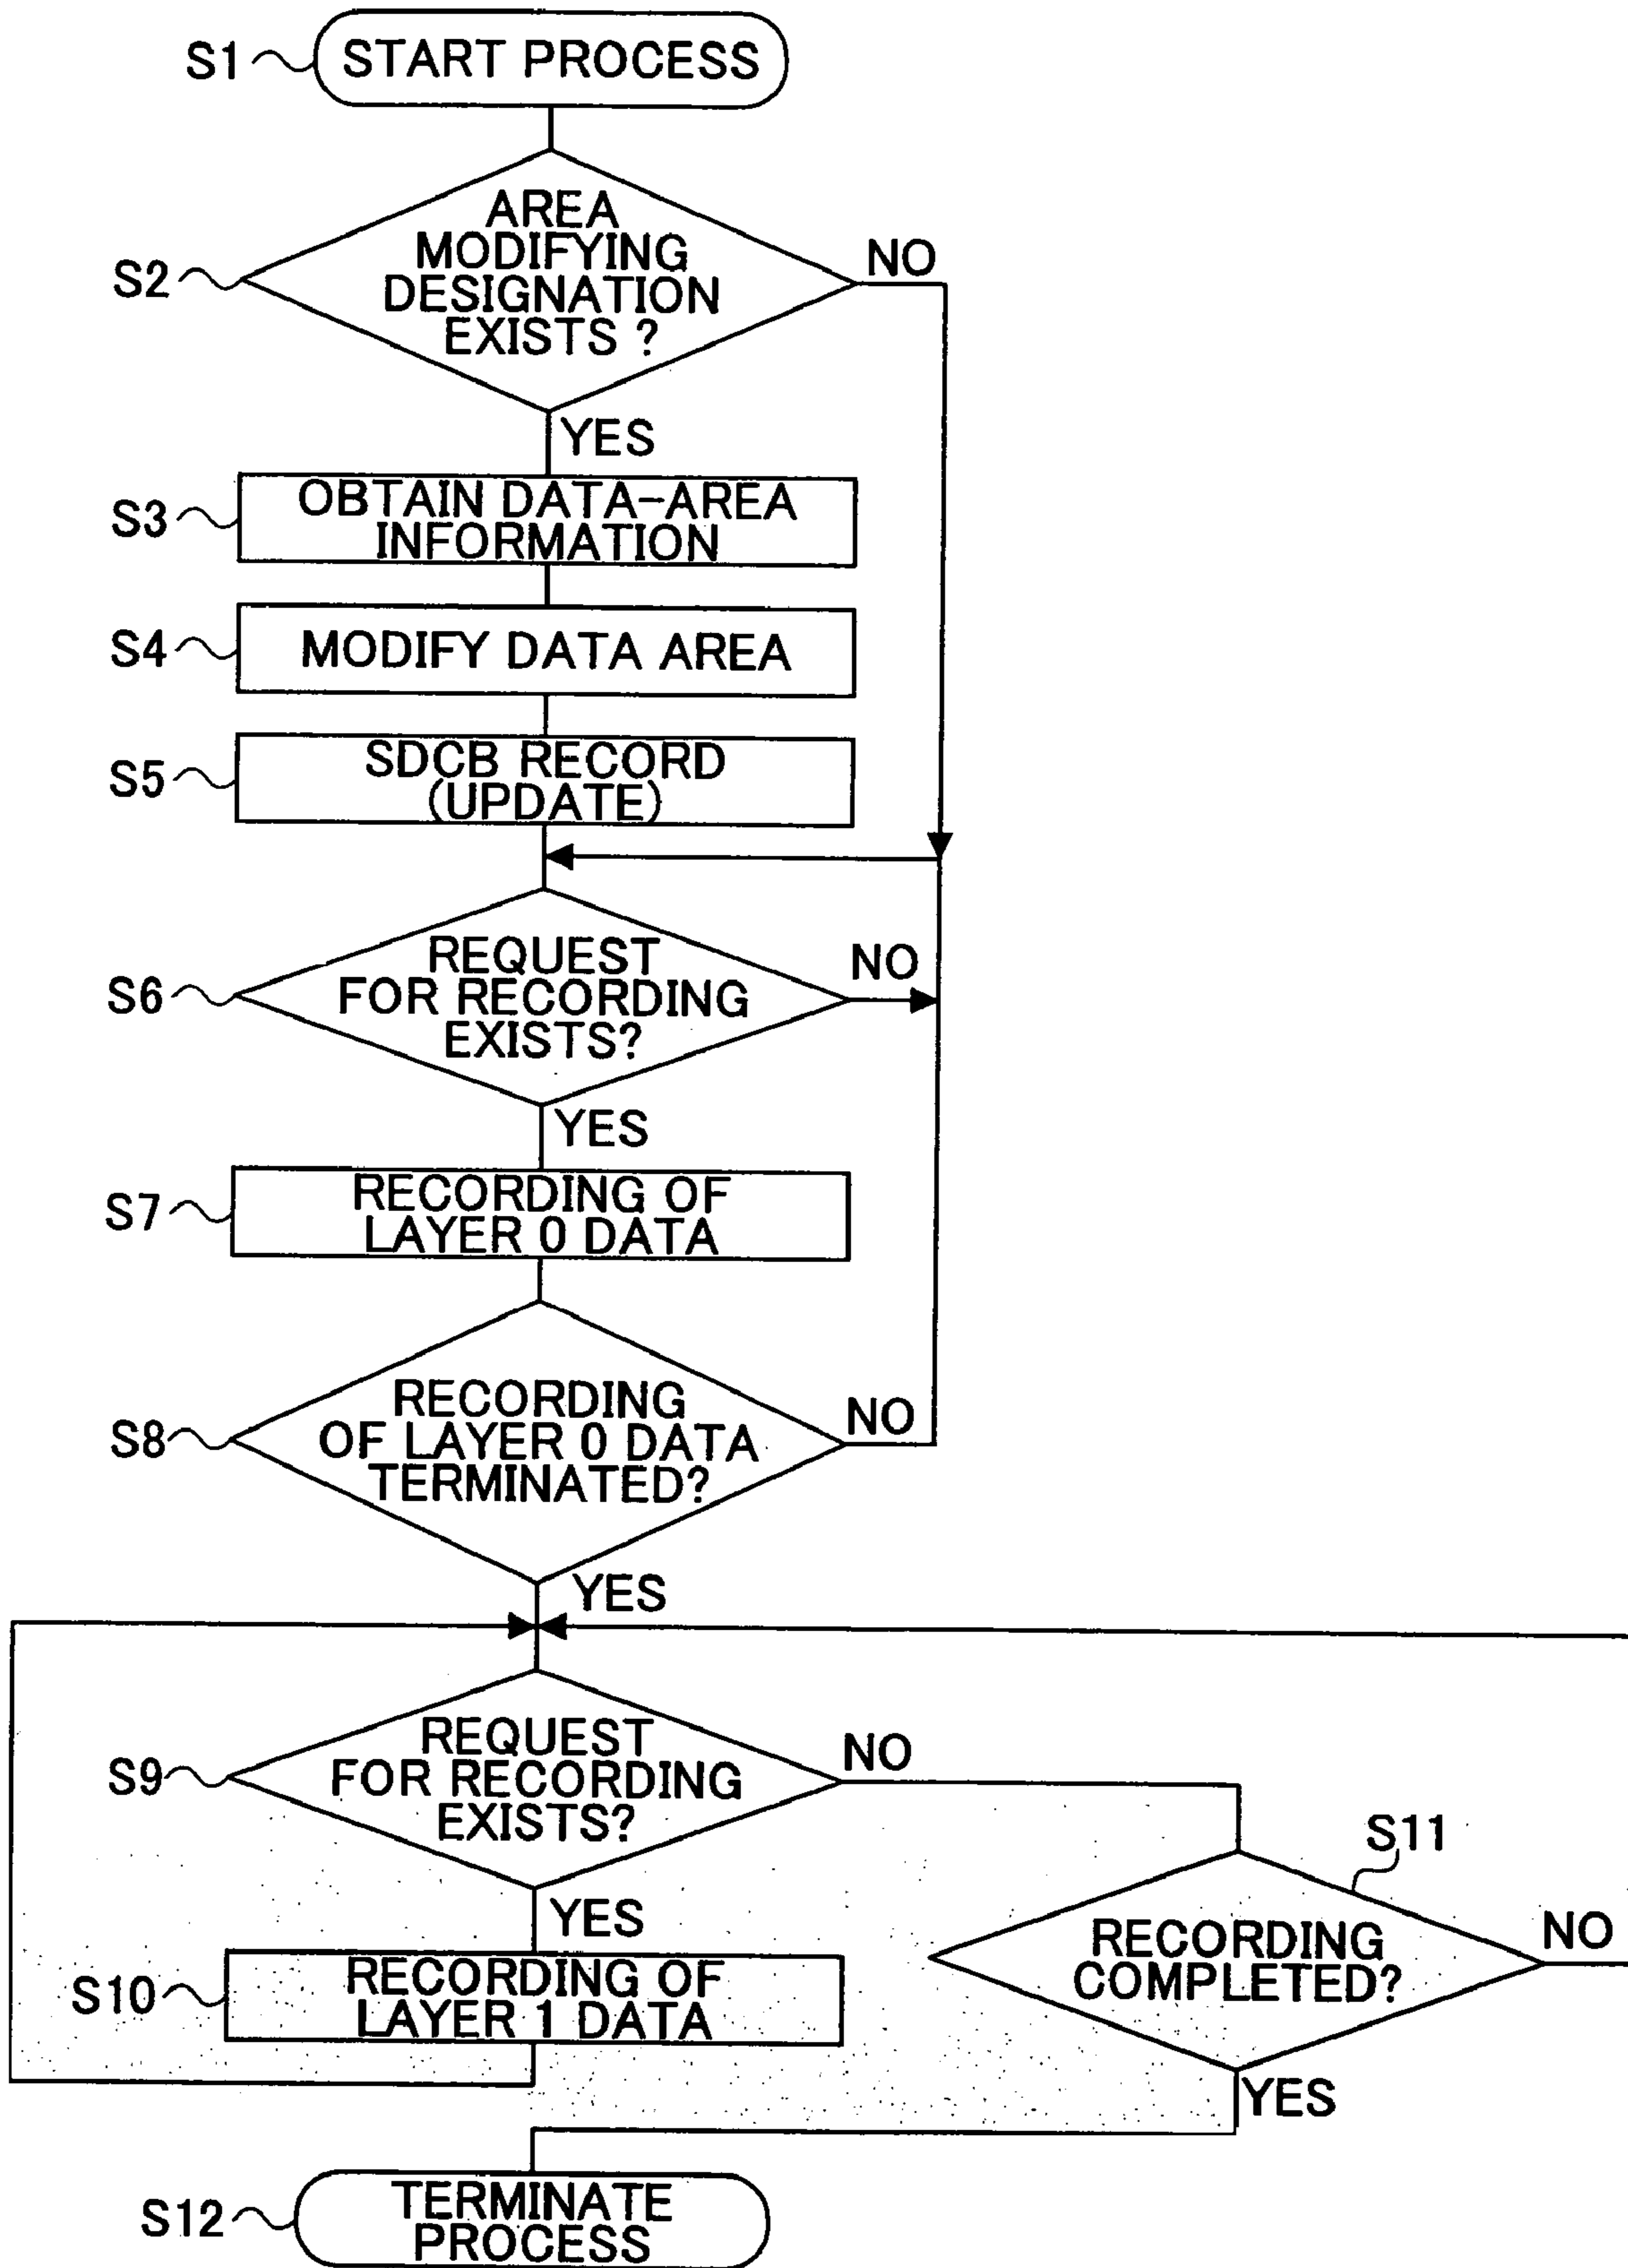 S1
START PROCESS
S2
AREA
MODIFYING
DESIGNATION
EXISTS ?
NO
YES
S3
OBTAIN DATA-AREA
INFORMATION
S4
MODIFY DATA AREA
S5
SDCB RECORD
(UPDATE)
S6
REQUEST
FOR RECORDING
EXISTS?
NO
YES
S7
RECORDING OF
LAYER 0 DATA
S8
RECORDING
OF LAYER 0 DATA
TERMINATED?
NO
YES
S9
REQUEST
FOR RECORDING
EXISTS?
NO
YES
S10
RECORDING OF
LAYER 1 DATA
S11
RECORDING
COMPLETED?
NO
YES
S12
TERMINATE
PROCESS